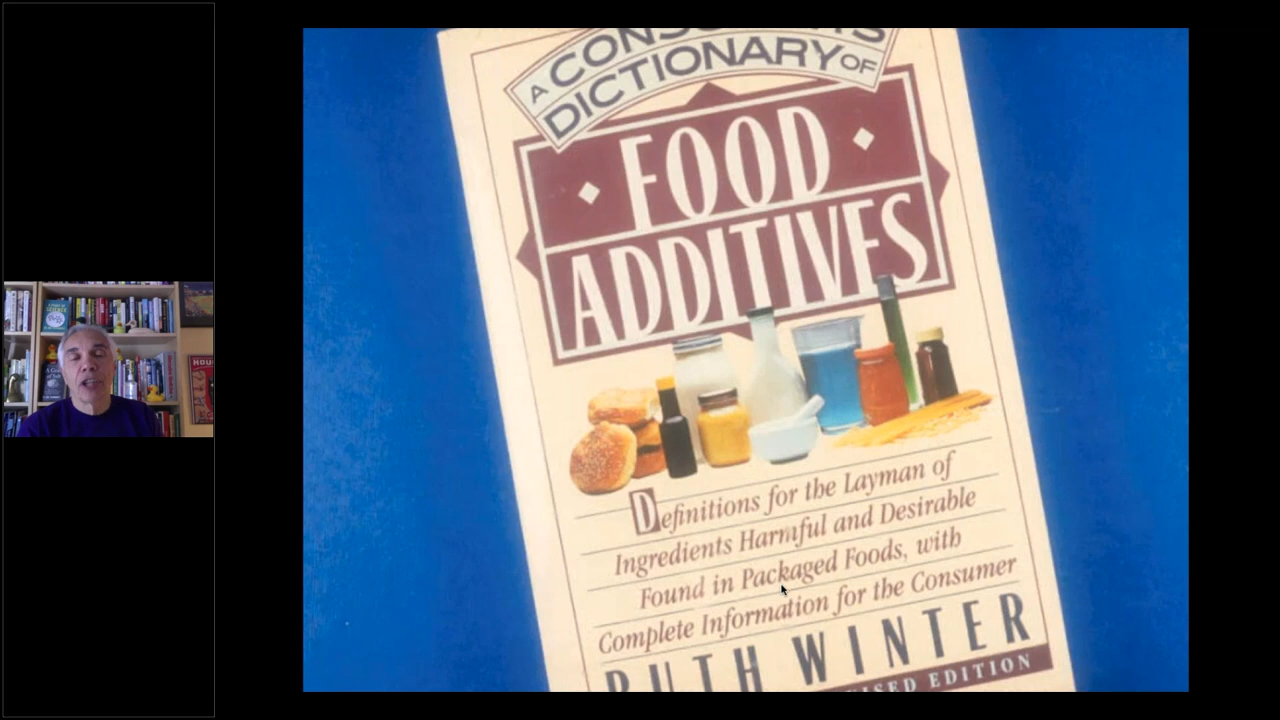 A CONSUMER'S
DICTIONARY OF
FOOD
ADDITIVES
Definitions for the Layman of
Ingredients Harmful and Desirable
Found in Packaged Foods, with
Complete Information for the Consumer
RUTH WINTER
EDITION
HOU